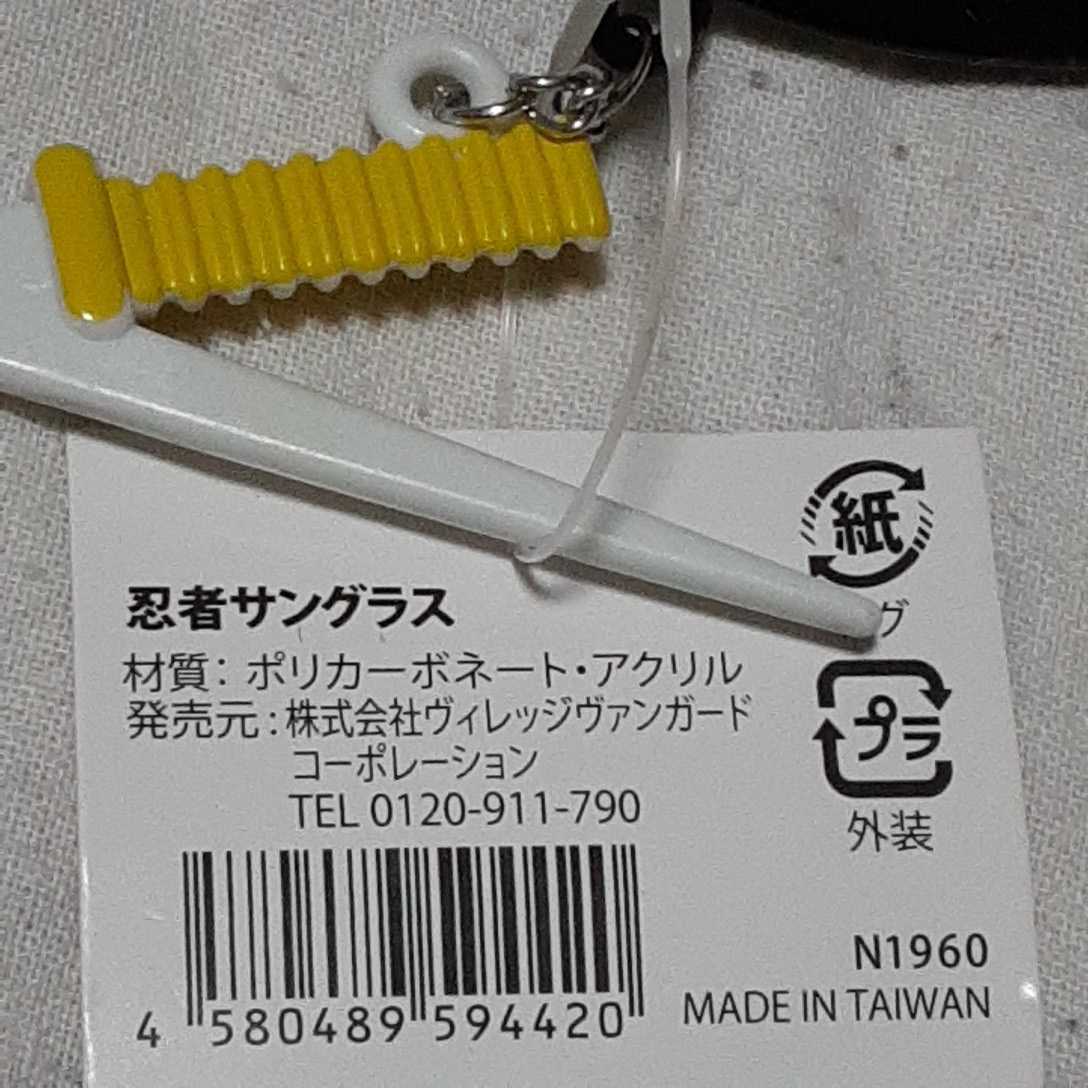 紙
グ
忍者サングラス
材質：ポリカーボネート・アクリル
発売元：株式会社ヴィレッジヴァンガード
コーポレーション
TEL 0120-911-790
プラ
外装
4 580489 594420
N1960
MADE IN TAIWAN